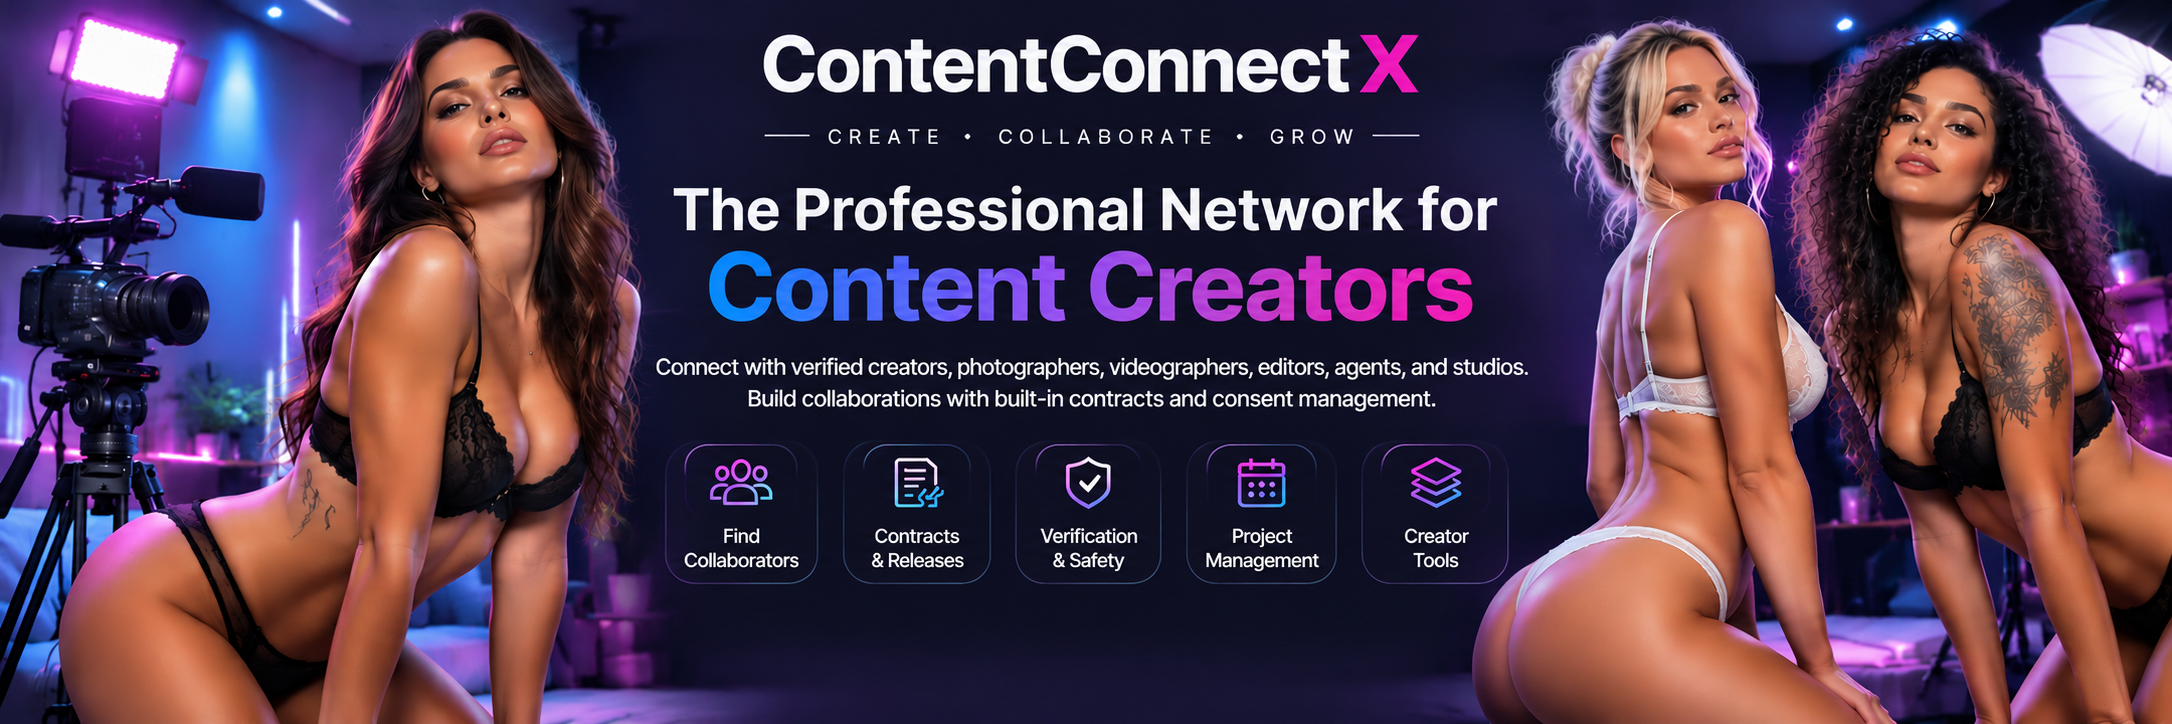 ContentConnect X
CREATE • COLLABORATE • GROW
The Professional Network for
Content Creators
Connect with verified creators, photographers, videographers, editors, agents, and studios.
Build collaborations with built-in contracts and consent management.
Find
Collaborators
Contracts
& Releases
Verification
& Safety
Project
Management
Creator
Tools